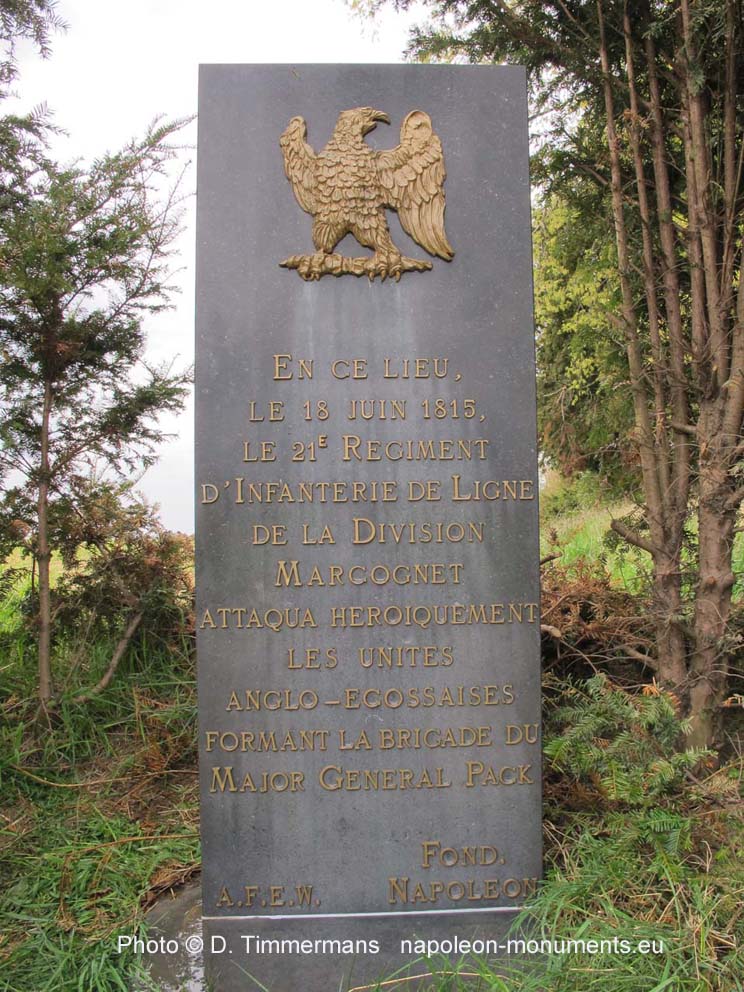 En ce lieu,
le 18 juin 1815,
le 21E Regiment
d'Infanterie de Ligne
de la Division
Marcognet
attaqua heroiquement
les unites
anglo-ecossaises
formant la brigade du
Major General Pack
Fond.
A.F.E.W. Napoleon
Photo © D. Timmermans napoleon-monuments.eu